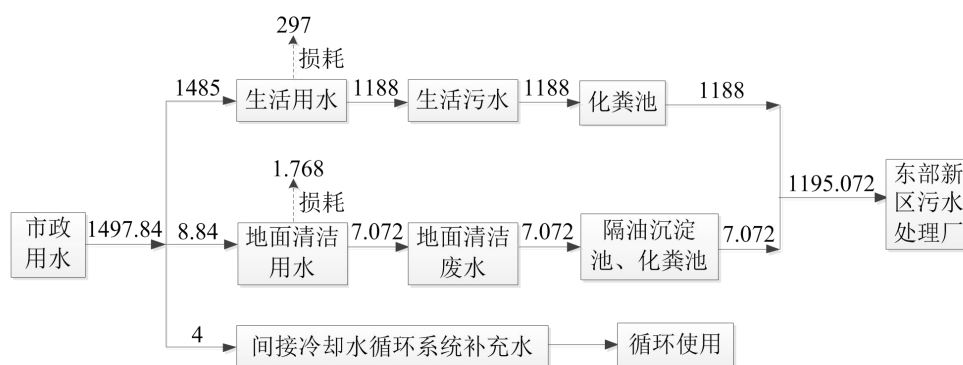 297
损耗
1485
生活用水
1188
生活污水
1188
化粪池
1188
1.768
损耗
市政
用水
1497.84
8.84
地面清洁
用水
7.072
地面清洁
废水
7.072
隔油沉淀
池、化粪池
7.072
1195.072
东部新
区污水
处理厂
4
间接冷却水循环系统补充水
循环使用